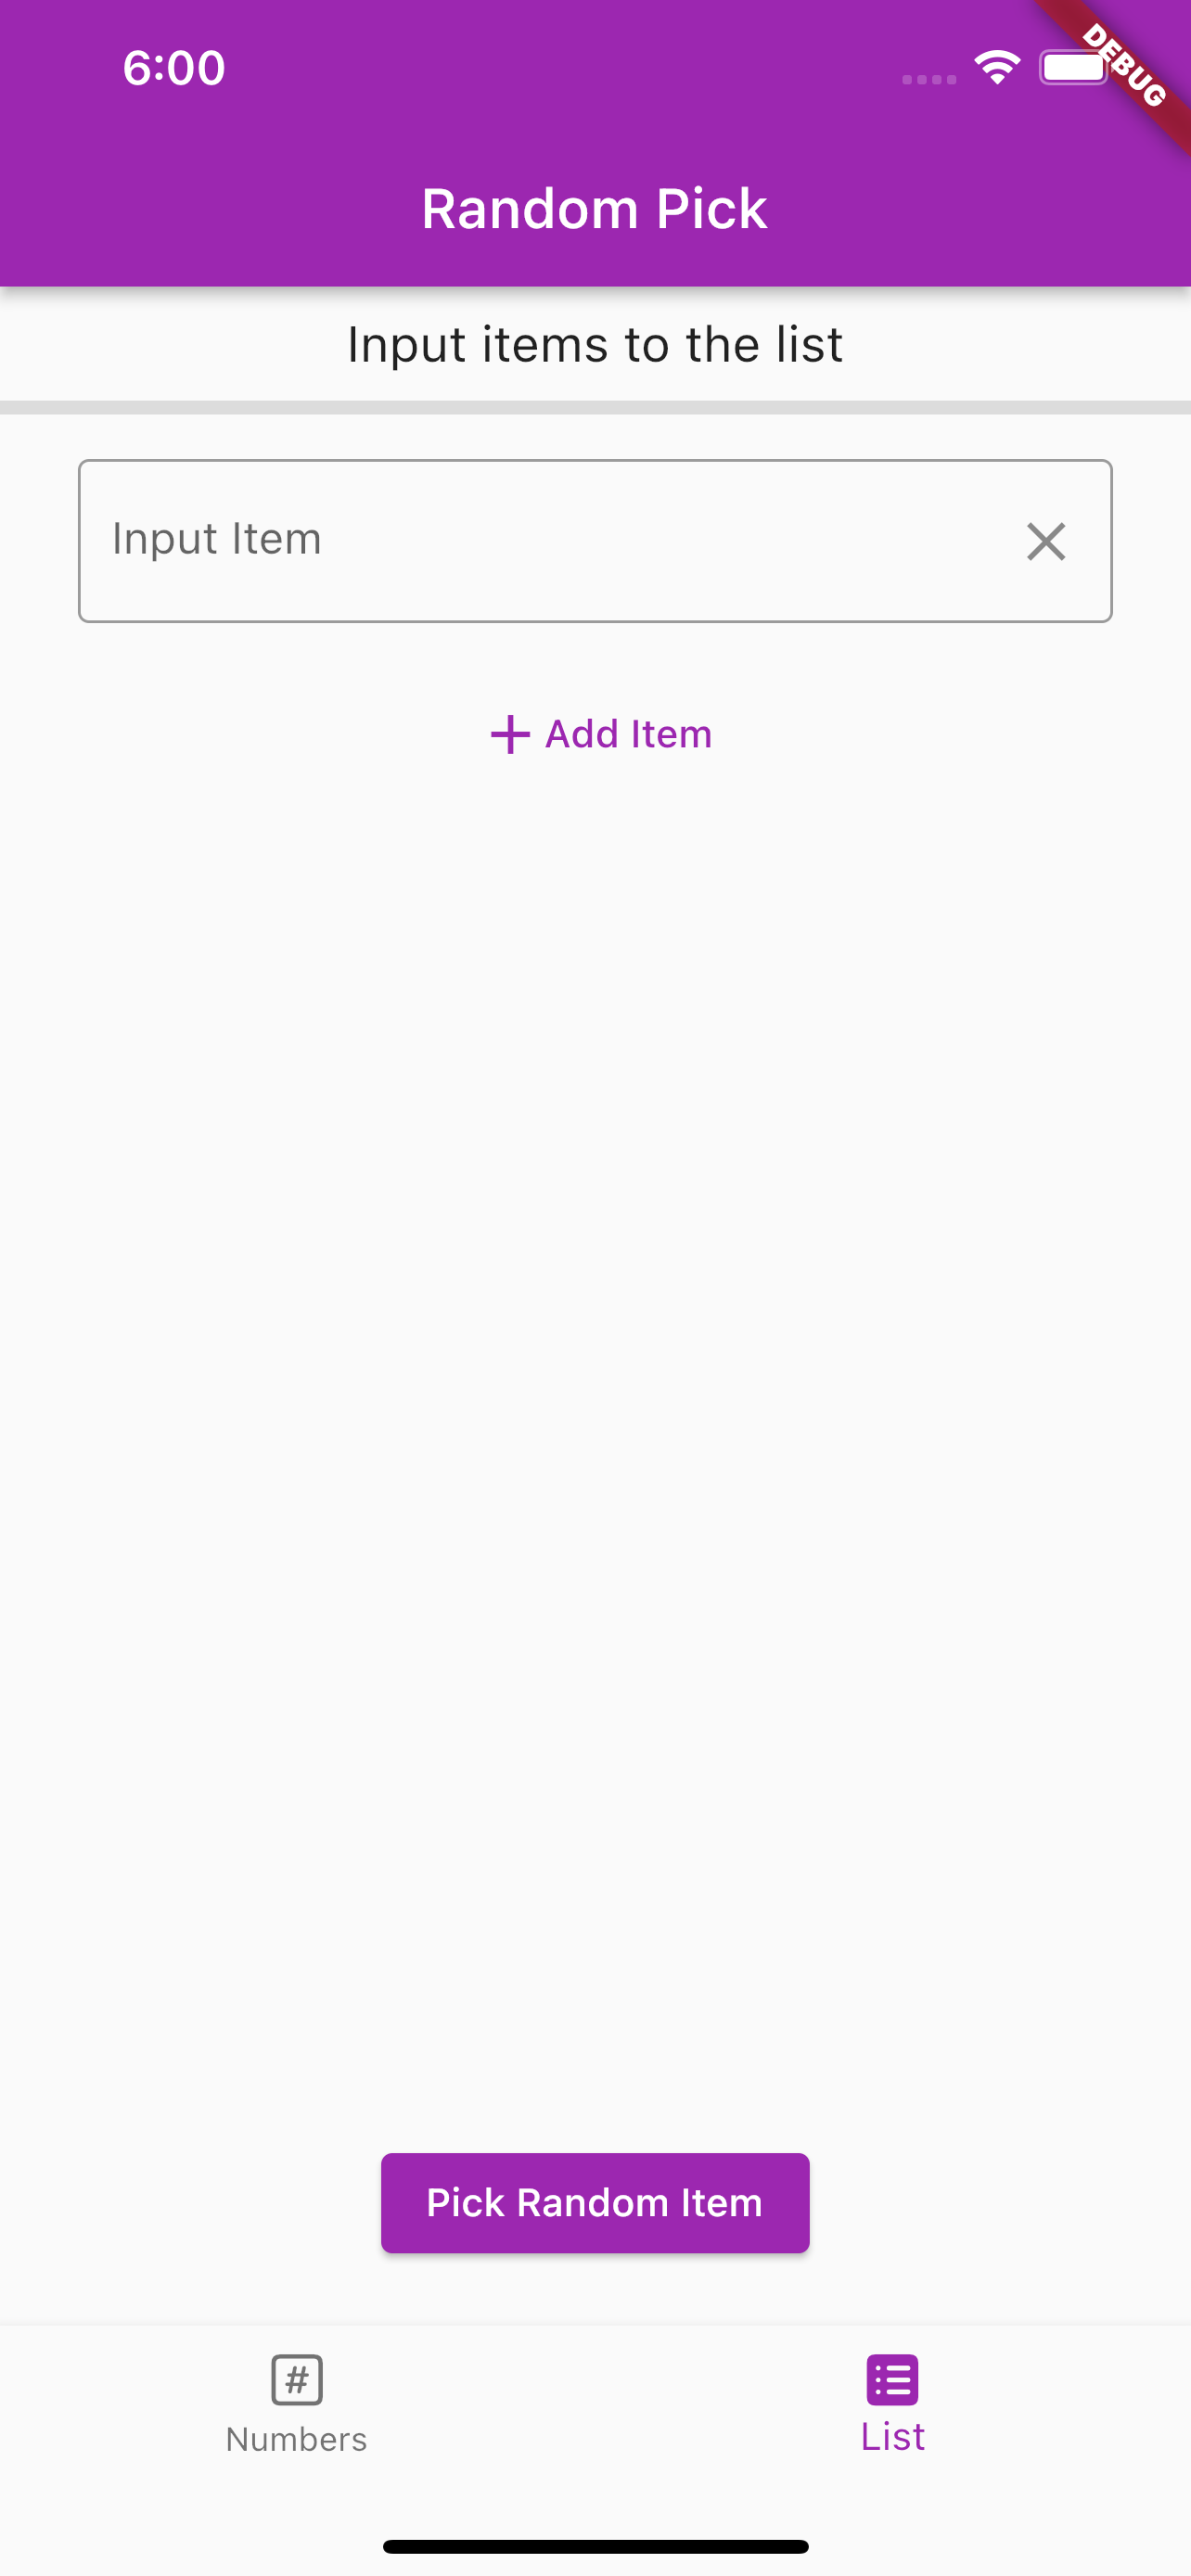 6:00
DEBUG
Random Pick
Input items to the list
Input Item
Add Item
Pick Random Item
#
Numbers
List